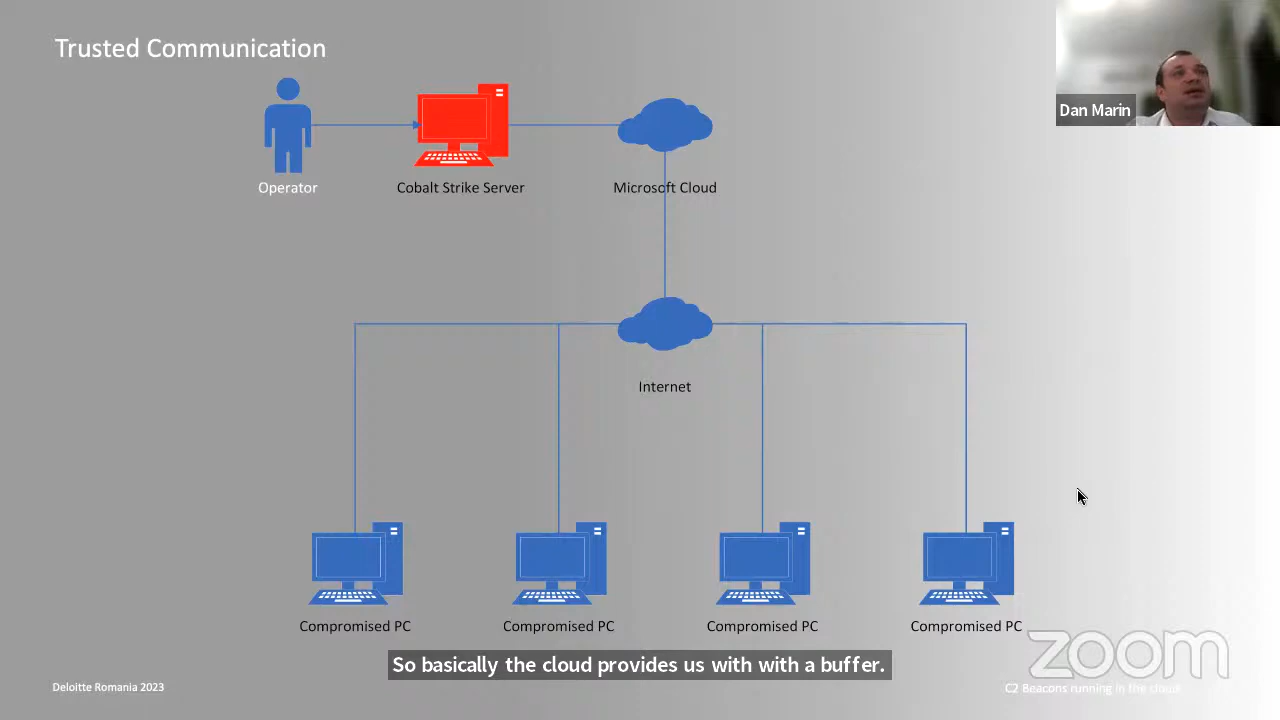 Trusted Communication
Dan Marin
Operator
Cobalt Strike Server
Microsoft Cloud
Internet
Compromised PC
Compromised PC
Compromised PC
Compromised PC
zoom
So basically the cloud provides us with with a buffer.
Deloitte Romania 2023
C2 Beacons running in the cloud